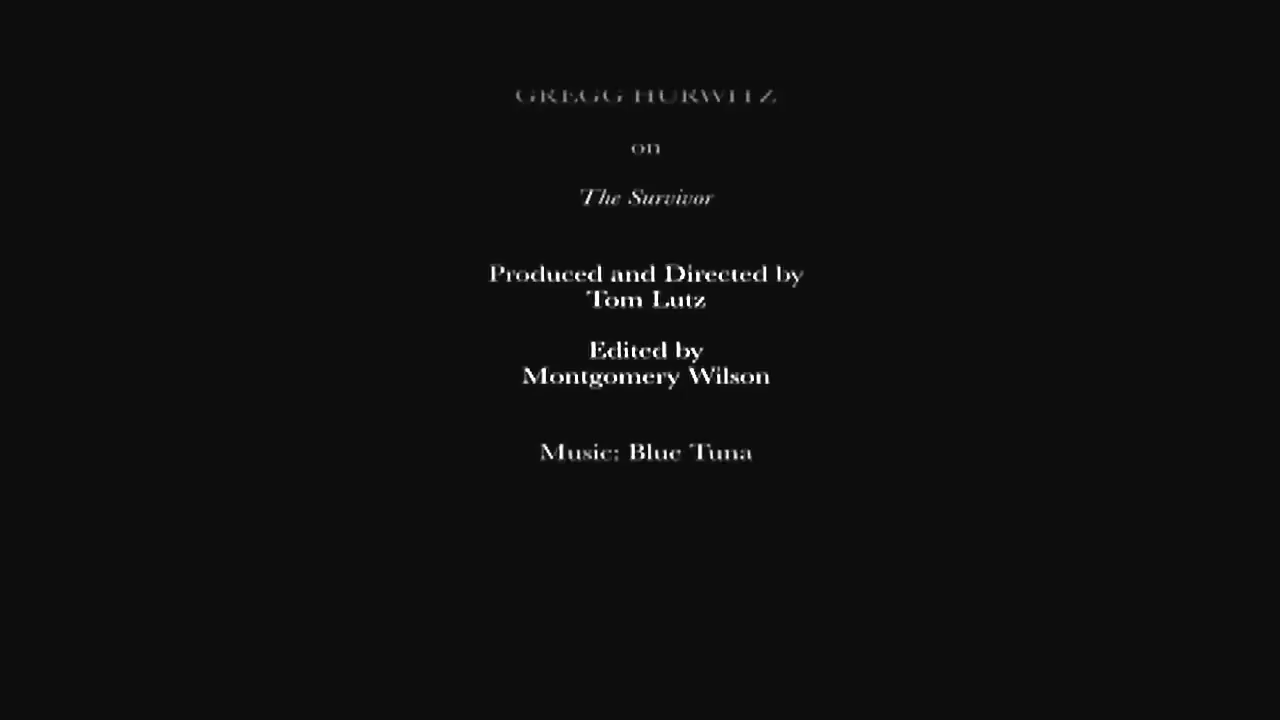 GREGG HURWITZ
on
The Survivor
Produced and Directed by
Tom Lutz
Edited by
Montgomery Wilson
Music: Blue Tuna